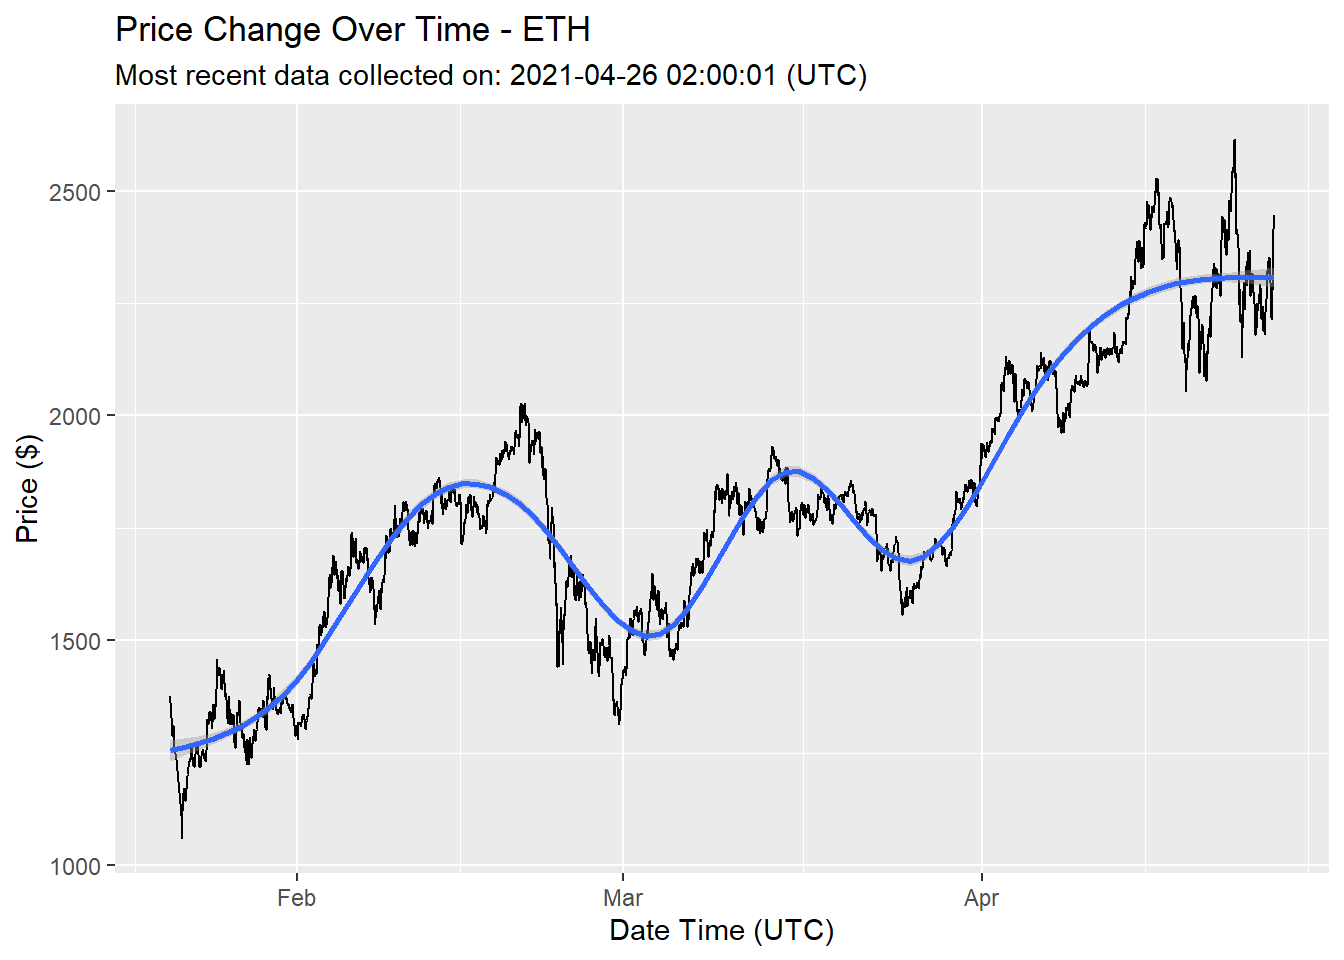 Price Change Over Time - ETH
Most recent data collected on: 2021-04-26 02:00:01 (UTC)
Price ($)
2500
2000
1500
1000
Feb
Mar
Apr
Date Time (UTC)